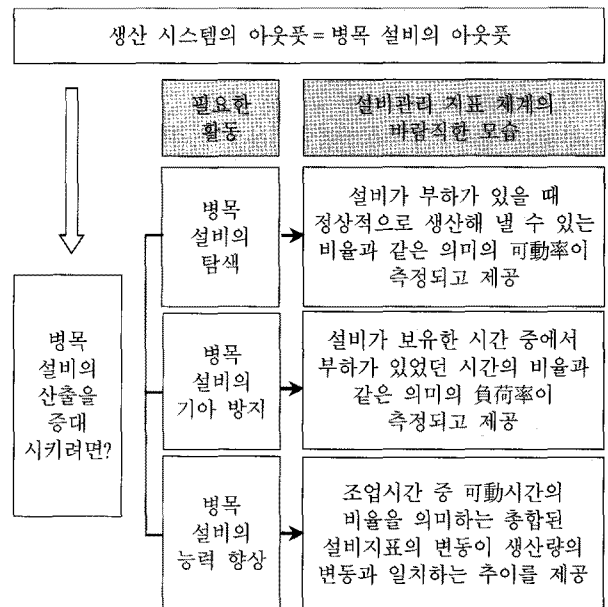 생산 시스템의 아웃풋 = 병목 설비의 아웃풋
필요한
활동
설비관리 지표 체계의
바람직한 모습
병목
설비의
탐색
설비가 부하가 있을 때
정상적으로 생산해 낼 수 있는
비율과 같은 의미의 可動率이
측정되고 제공
병목
설비의
산출을
증대
시키려면?
병목
설비의
기아 방지
설비가 보유한 시간 중에서
부하가 있었던 시간의 비율과
같은 의미의 負荷率이
측정되고 제공
병목
설비의
능력 향상
조업시간 중 可動시간의
비율을 의미하는 총합된
설비지표의 변동이 생산량의
변동과 일치하는 추이를 제공